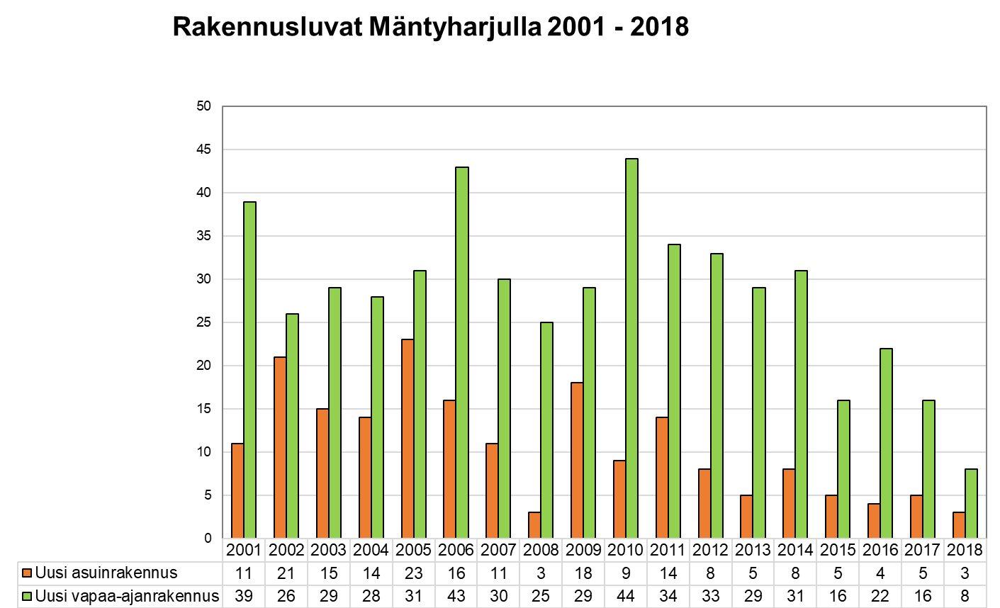 Rakennusluvat Mäntyharjulla 2001 - 2018
50
45
40
35
30
25
20
15
10
5
0
2001 2002 2003 2004 2005 2006 2007 2008 2009 2010 2011 2012 2013 2014 2015 2016 2017 2018
Uusi asuinrakennus 11 21 15 14 23 16 11 3 18 9 14 8 5 8 5 4 5 3
Uusi vapaa-ajanrakennus 39 26 29 28 31 43 30 25 29 44 34 33 29 31 16 22 16 8